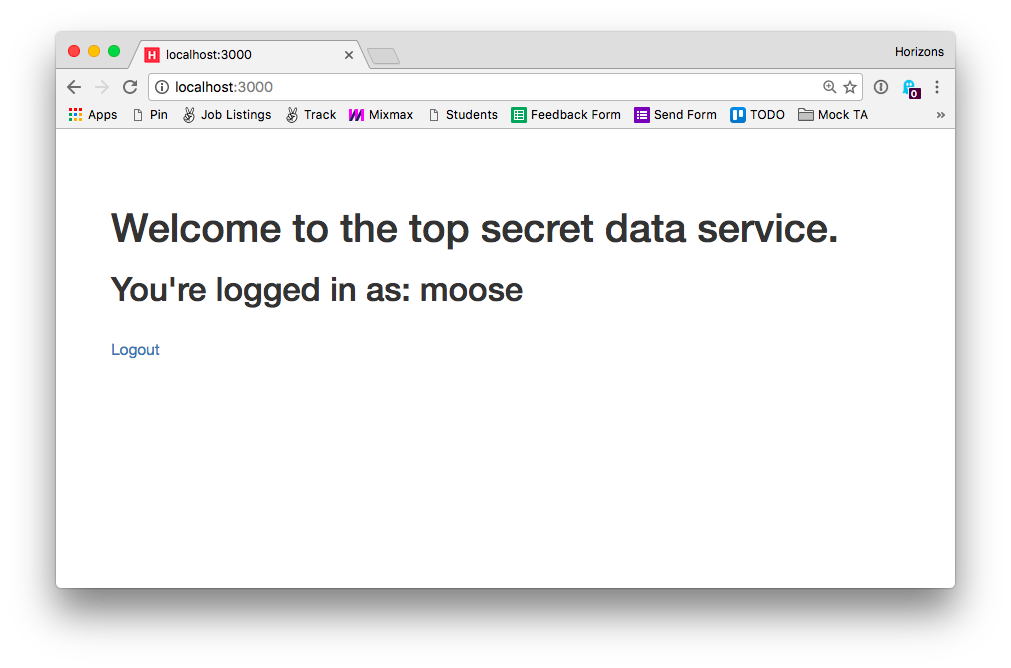 H localhost:3000
Horizons
localhost:3000
Apps Pin Job Listings Track Mixmax Students Feedback Form Send Form TODO Mock TA »
0
Welcome to the top secret data service.
You're logged in as: moose
Logout